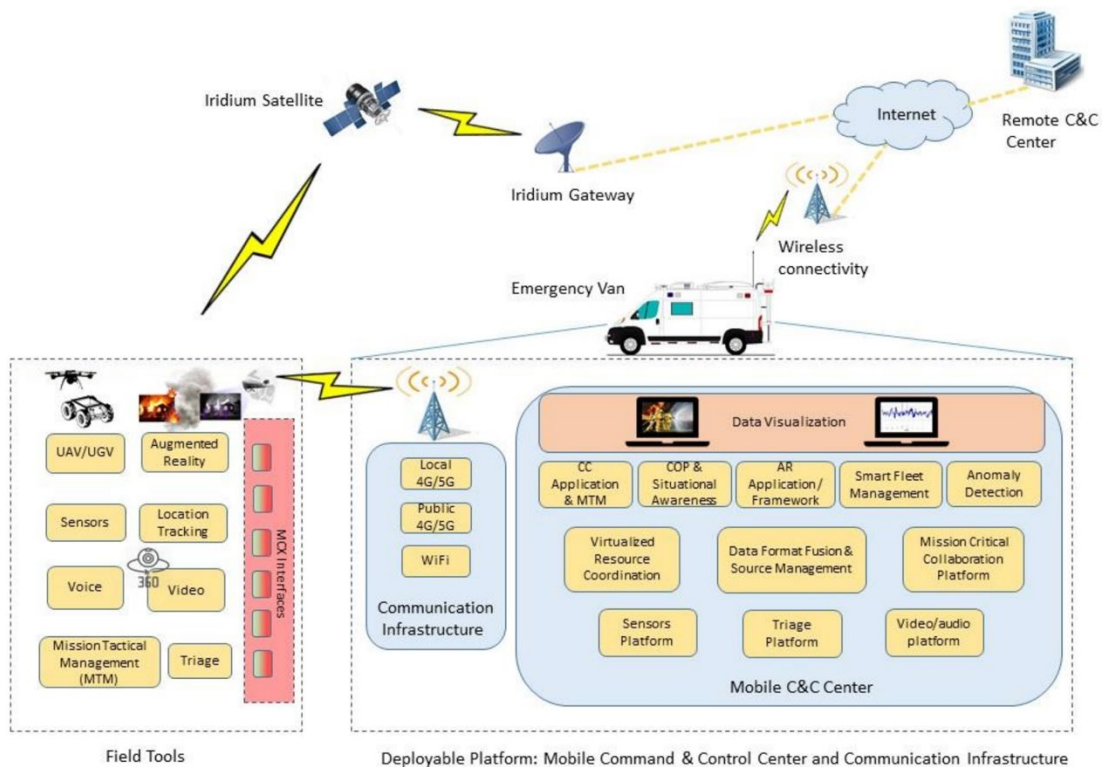 Iridium Satellite
Iridium Gateway
Internet
Remote C&C
Center
Wireless
connectivity
Emergency Van
UAV/UGV
Augmented
Reality
Sensors
Location
Tracking
360
Voice
Video
Mission Tactical
Management
(MTM)
Triage
MCX Interfaces
Field Tools
Local
4G/5G
Public
4G/5G
WiFi
Communication
Infrastructure
Data Visualization
CC
Application
& MTM
COP &
Situational
Awareness
AR
Application/
Framework
Smart Fleet
Management
Anomaly
Detection
Virtualized
Resource
Coordination
Data Format Fusion &
Source Management
Mission Critical
Collaboration
Platform
Sensors
Platform
Triage
Platform
Video/audio
platform
Mobile C&C Center
Deployable Platform: Mobile Command & Control Center and Communication Infrastructure